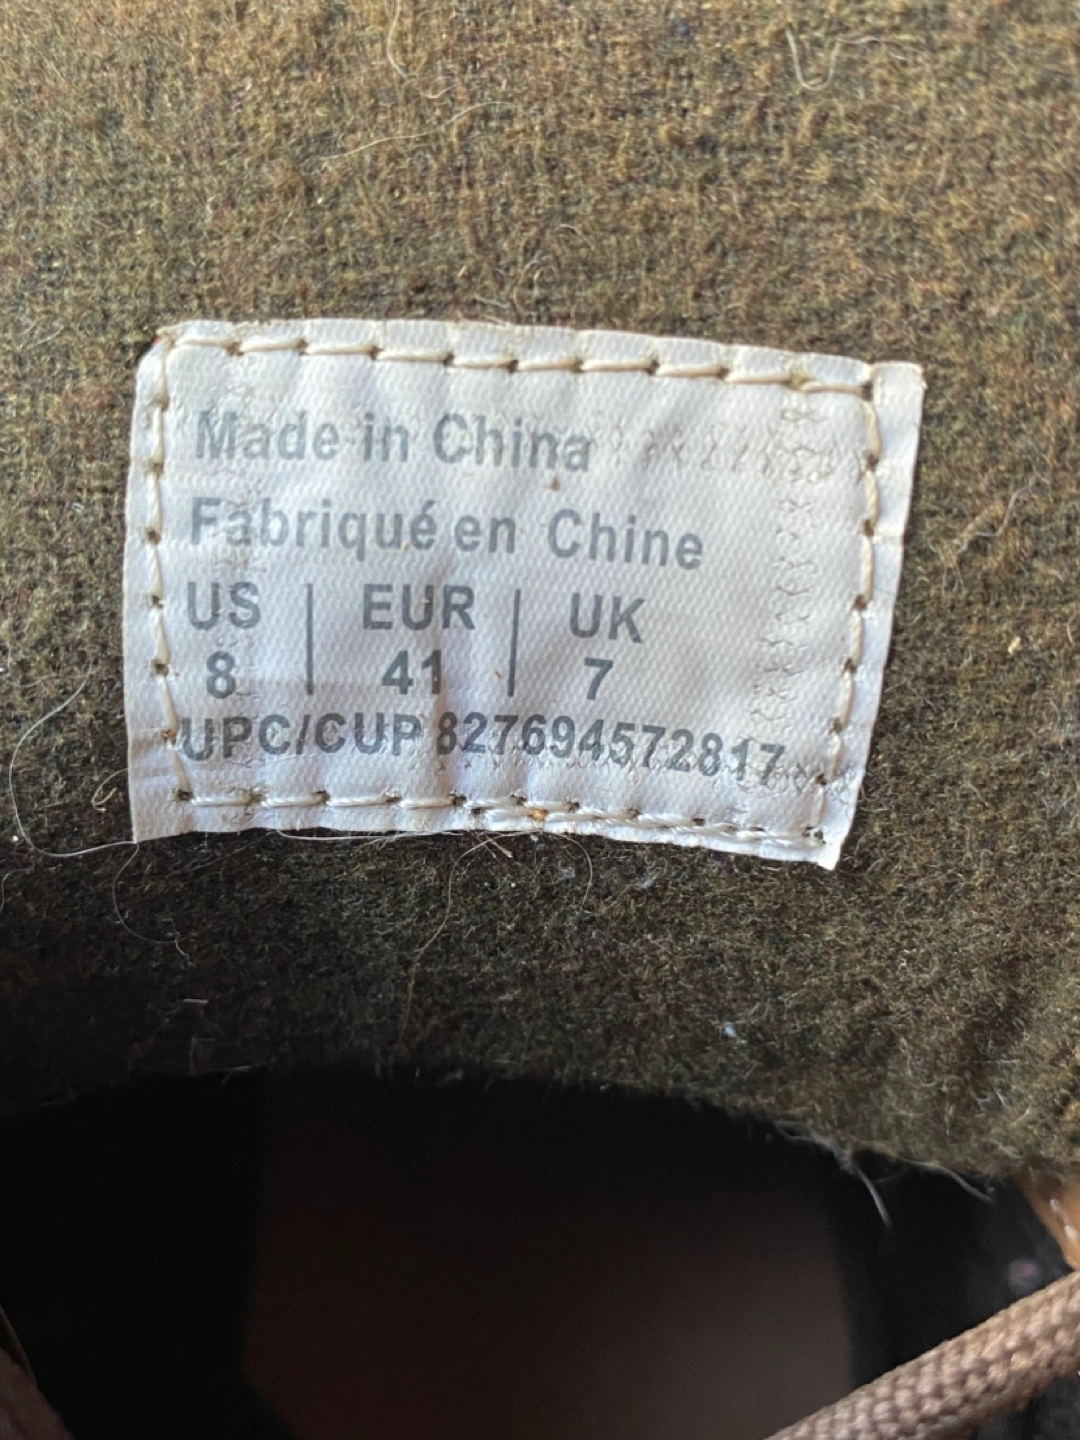 Made in China
Fabriqué en Chine
US | EUR | UK
8 | 41 | 7
UPC/CUP 827694572817